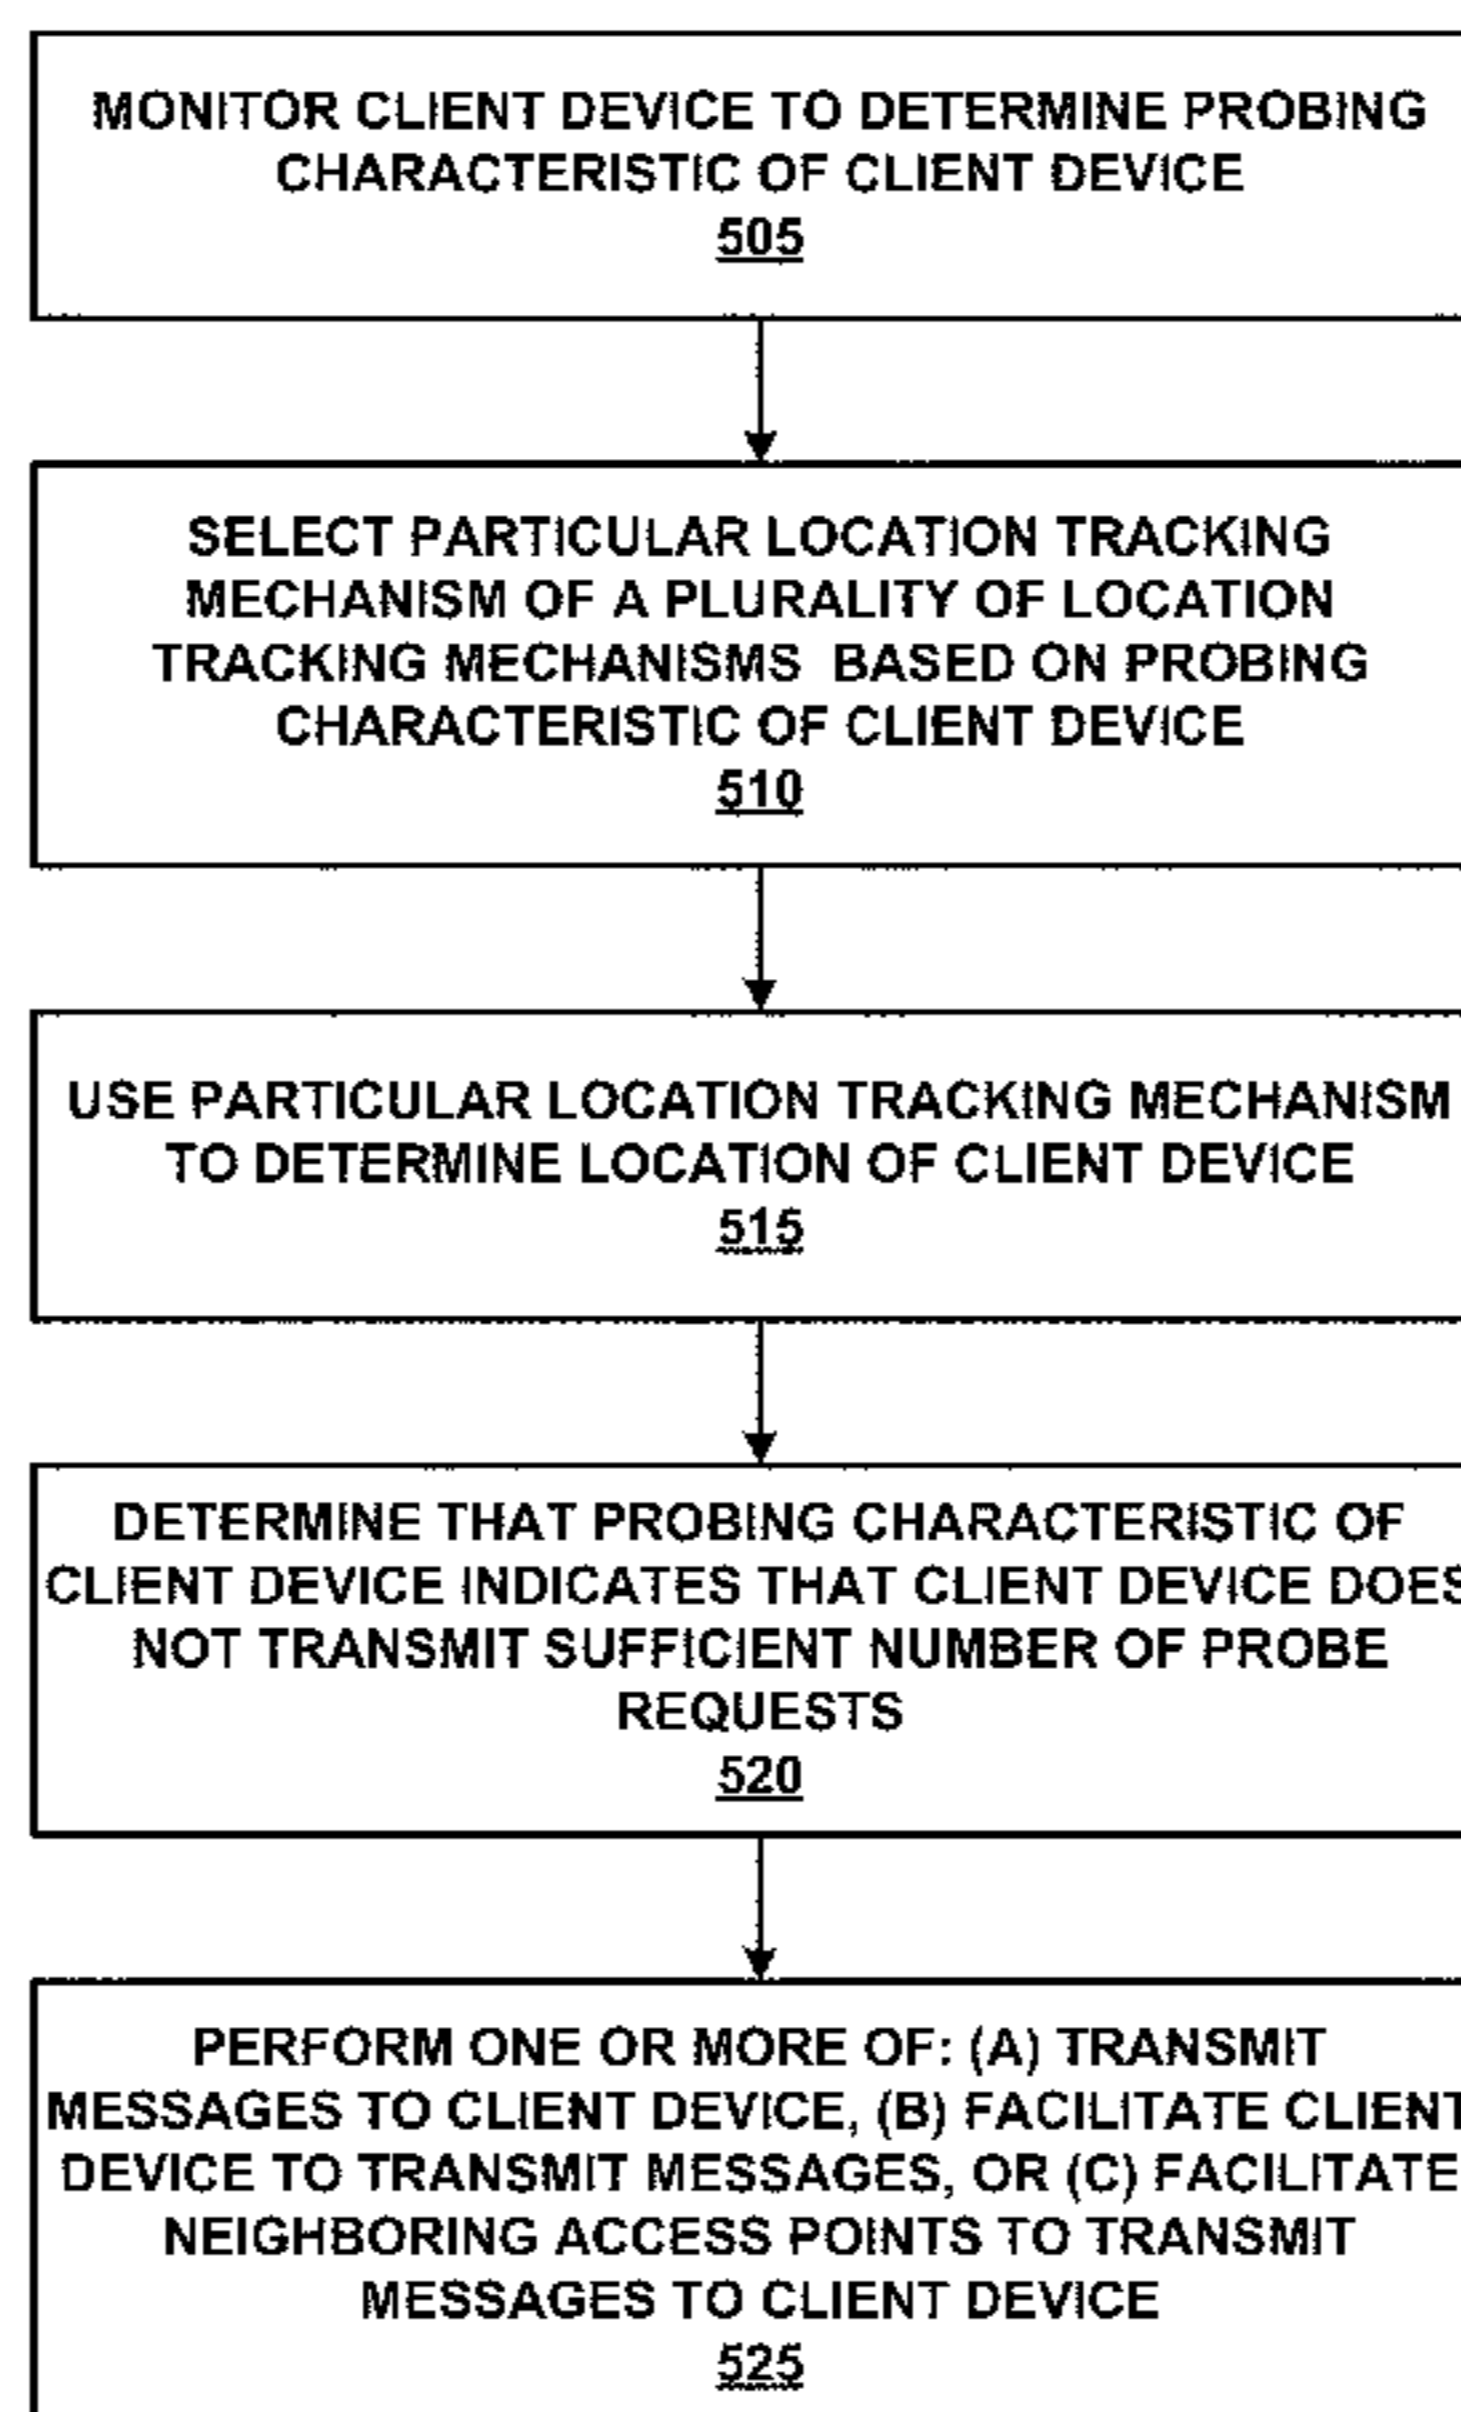 MONITOR CLIENT DEVICE TO DETERMINE PROBING
CHARACTERISTIC OF CLIENT DEVICE
505
SELECT PARTICULAR LOCATION TRACKING
MECHANISM OF A PLURALITY OF LOCATION
TRACKING MECHANISMS BASED ON PROBING
CHARACTERISTIC OF CLIENT DEVICE
510
USE PARTICULAR LOCATION TRACKING MECHANISM
TO DETERMINE LOCATION OF CLIENT DEVICE
515
DETERMINE THAT PROBING CHARACTERISTIC OF
CLIENT DEVICE INDICATES THAT CLIENT DEVICE DOES
NOT TRANSMIT SUFFICIENT NUMBER OF PROBE
REQUESTS
520
PERFORM ONE OR MORE OF: (A) TRANSMIT
MESSAGES TO CLIENT DEVICE, (B) FACILITATE CLIENT
DEVICE TO TRANSMIT MESSAGES, OR (C) FACILITATE
NEIGHBORING ACCESS POINTS TO TRANSMIT
MESSAGES TO CLIENT DEVICE
525